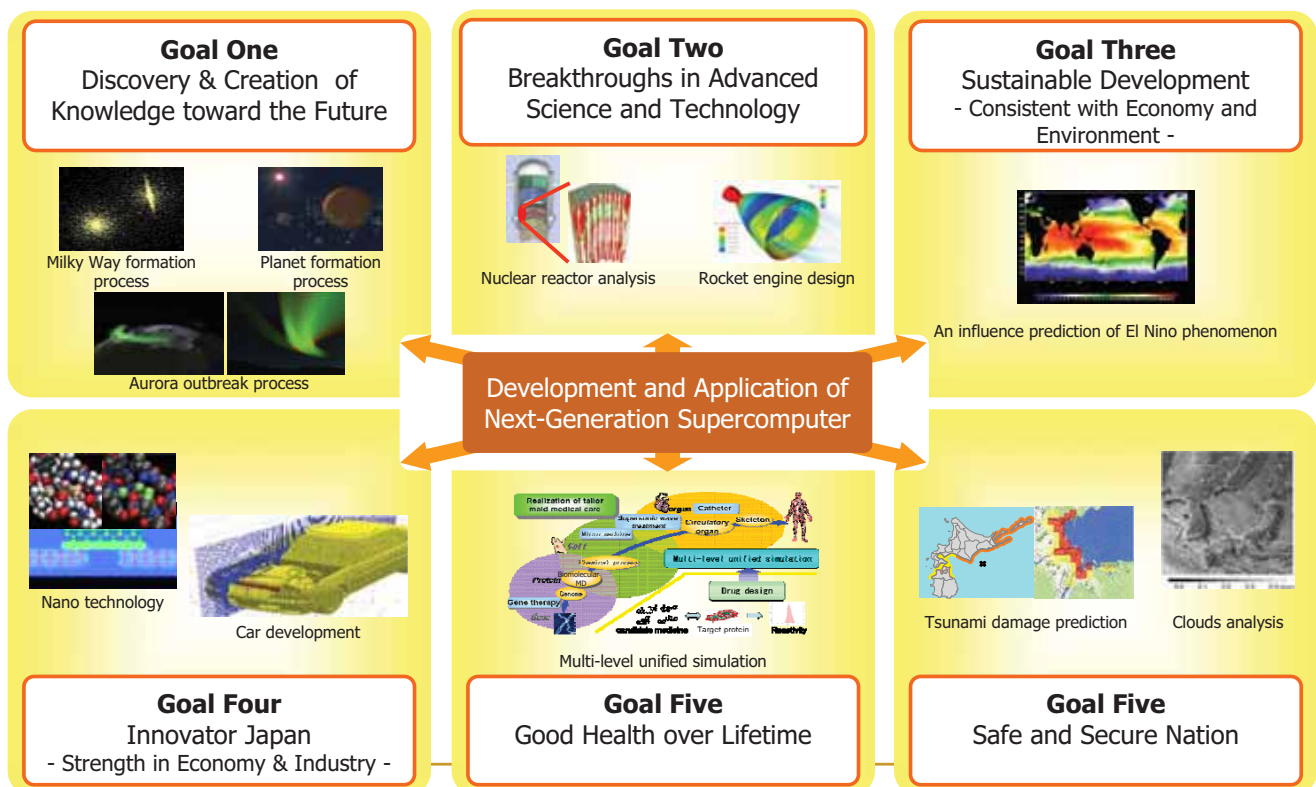 Goal One
Discovery & Creation of
Knowledge toward the Future
Milky Way formation
process
Planet formation
process
Aurora outbreak process
Goal Two
Breakthroughs in Advanced
Science and Technology
Nuclear reactor analysis
Rocket engine design
Goal Three
Sustainable Development
- Consistent with Economy and
Environment -
An influence prediction of El Nino phenomenon
Development and Application of
Next-Generation Supercomputer
Nano technology
Car development
Goal Four
Innovator Japan
- Strength in Economy & Industry -
Realization of tailor
maid medical care
organ
Catheter
treatment
Circulatory
organ
Skeleton
Micro machine
Chemical process
Multi-level unified simulation
Protein
Biomolecular
MD
Genome
Gene therapy
Drug design
candidate medicine
Target protein
Reactivity
Multi-level unified simulation
Goal Five
Good Health over Lifetime
Tsunami damage prediction
Clouds analysis
Goal Five
Safe and Secure Nation